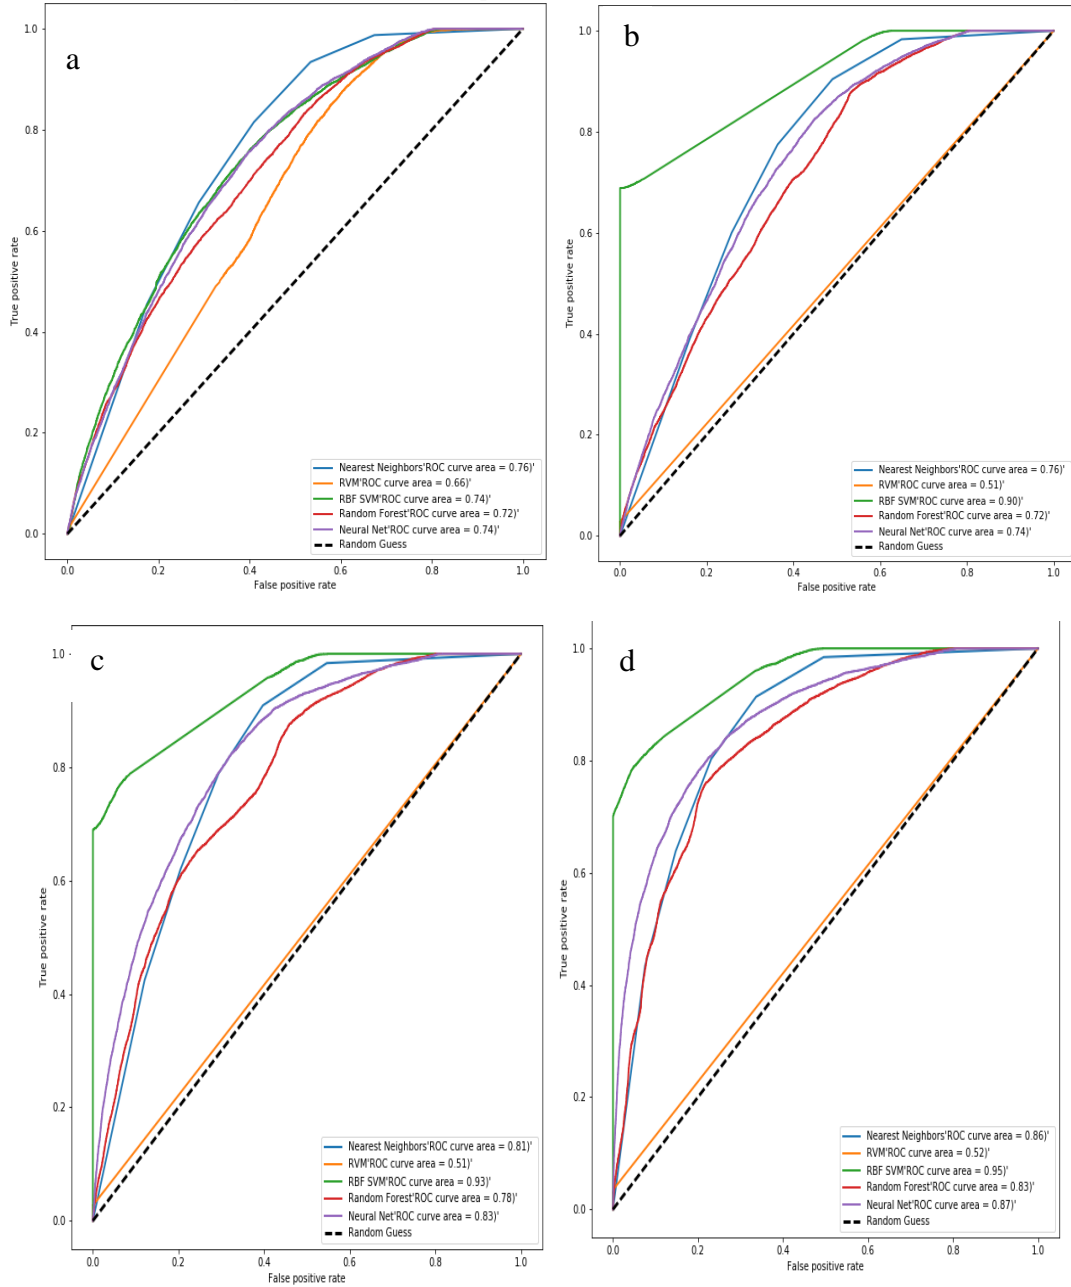 a
1.0
0.8
0.6
0.4
0.2
0.0
True positive rate
Nearest Neighbors'ROC curve area = 0.76)'
RVM'ROC curve area = 0.66)'
RBF SVM'ROC curve area = 0.74)'
Random Forest'ROC curve area = 0.72)'
Neural Net'ROC curve area = 0.74)'
Random Guess
0.0 0.2 0.4 0.6 0.8 1.0
False positive rate
b
1.0
0.8
0.6
0.4
0.2
0.0
True positive rate
Nearest Neighbors'ROC curve area = 0.76)'
RVM'ROC curve area = 0.51)'
RBF SVM'ROC curve area = 0.90)'
Random Forest'ROC curve area = 0.72)'
Neural Net'ROC curve area = 0.74)'
Random Guess
0.0 0.2 0.4 0.6 0.8 1.0
False positive rate
c
1.0
0.8
0.6
0.4
0.2
0.0
True positive rate
Nearest Neighbors'ROC curve area = 0.81)'
RVM'ROC curve area = 0.51)'
RBF SVM'ROC curve area = 0.93)'
Random Forest'ROC curve area = 0.78)'
Neural Net'ROC curve area = 0.83)'
Random Guess
0.0 0.2 0.4 0.6 0.8 1.0
False positive rate
d
1.0
0.8
0.6
0.4
0.2
0.0
True positive rate
Nearest Neighbors'ROC curve area = 0.86)'
RVM'ROC curve area = 0.52)'
RBF SVM'ROC curve area = 0.95)'
Random Forest'ROC curve area = 0.83)'
Neural Net'ROC curve area = 0.87)'
Random Guess
0.0 0.2 0.4 0.6 0.8 1.0
False positive rate